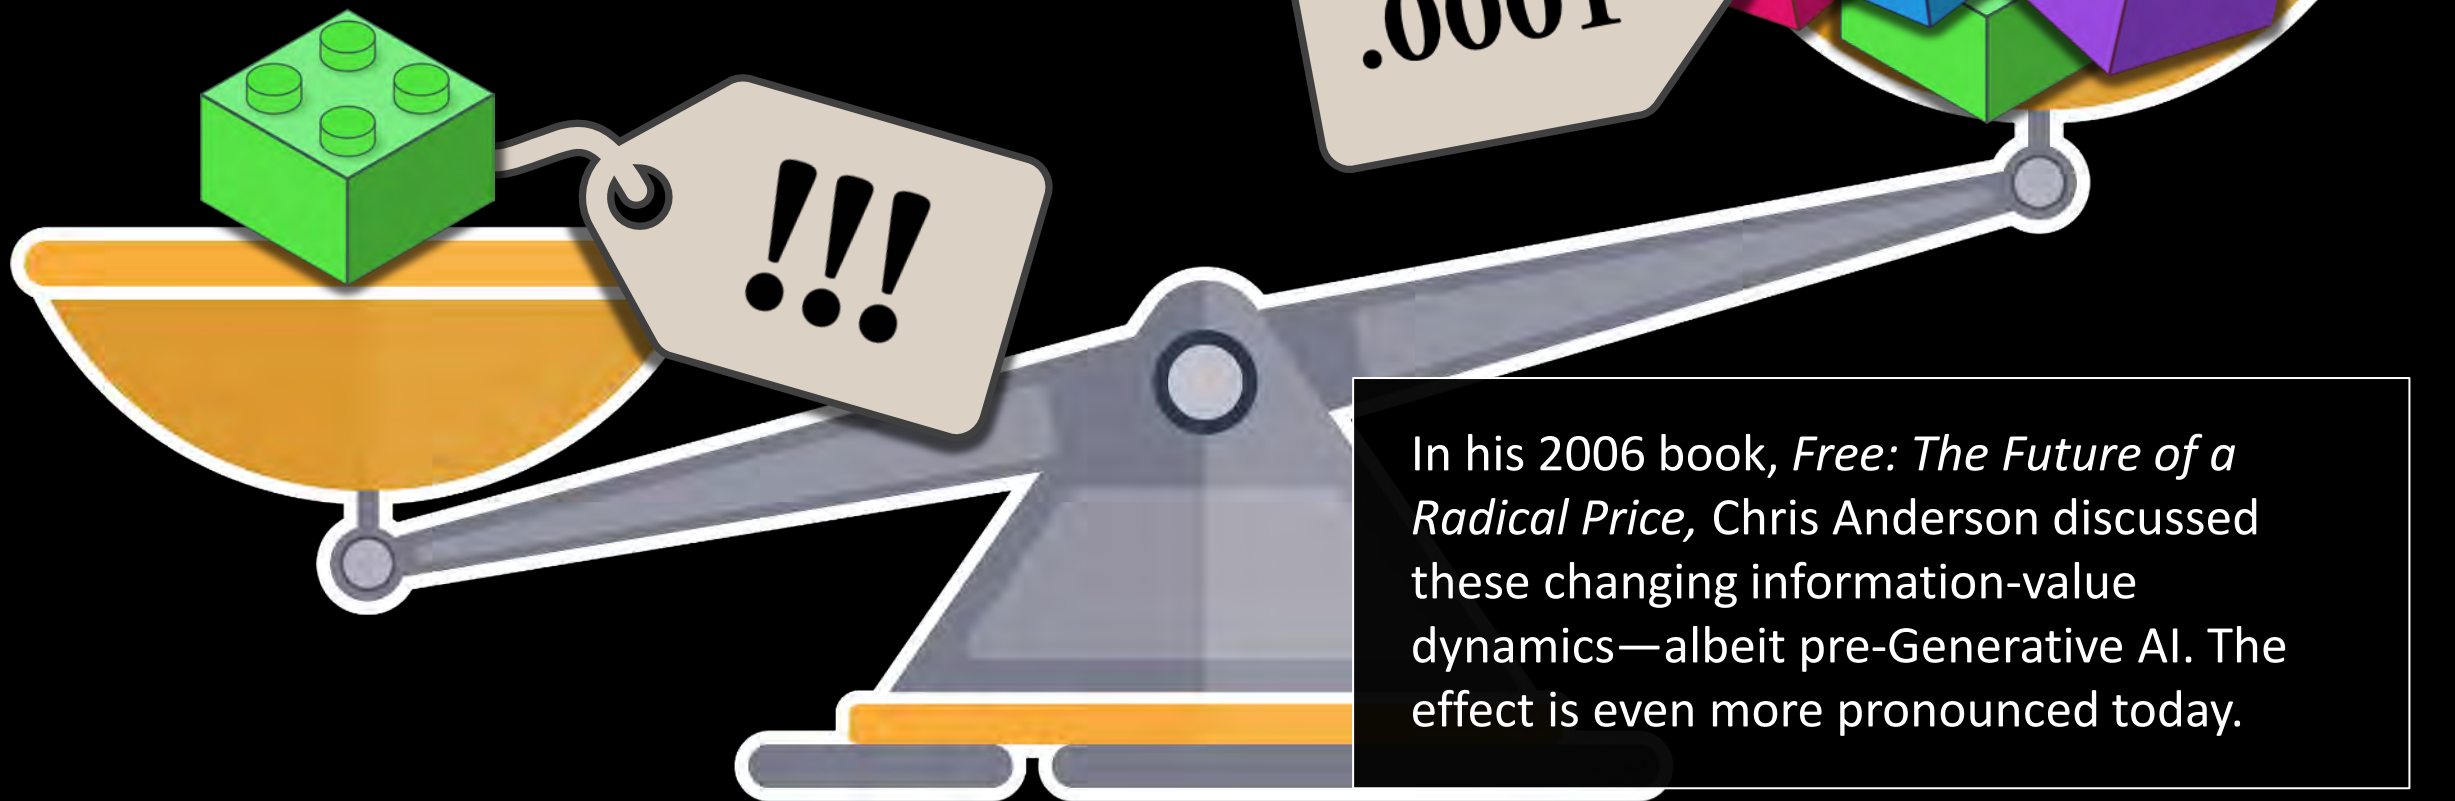 .0001
!!!
In his 2006 book, Free: The Future of a
Radical Price, Chris Anderson discussed
these changing information-value
dynamics—albeit pre-Generative AI. The
effect is even more pronounced today.